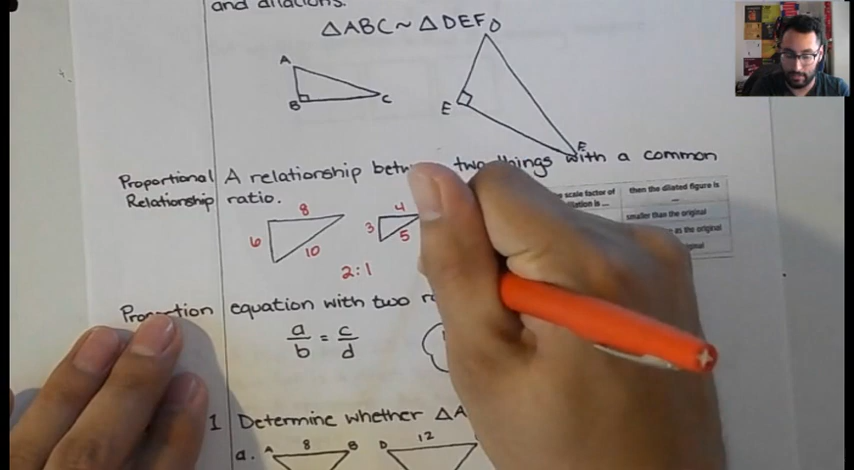 and dilations.
△ABC ~ △DEF
A
B
C
D
E
F
Proportional Relationship
A relationship two things with a common ratio.
8
6
10
4
3
5
2:1
scale factor of
then the dilated figure is
smaller than the original
as the original
equation with two
a/b = c/d
1 Determine whether △A
a. A 8 B D 12